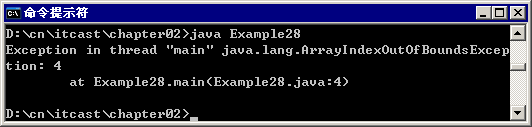 命令提示符
D:\cn\itcast\chapter02>java Example28
Exception in thread "main" java.lang.ArrayIndexOutOfBoundsExcep
tion: 4
        at Example28.main(Example28.java:4)
D:\cn\itcast\chapter02>